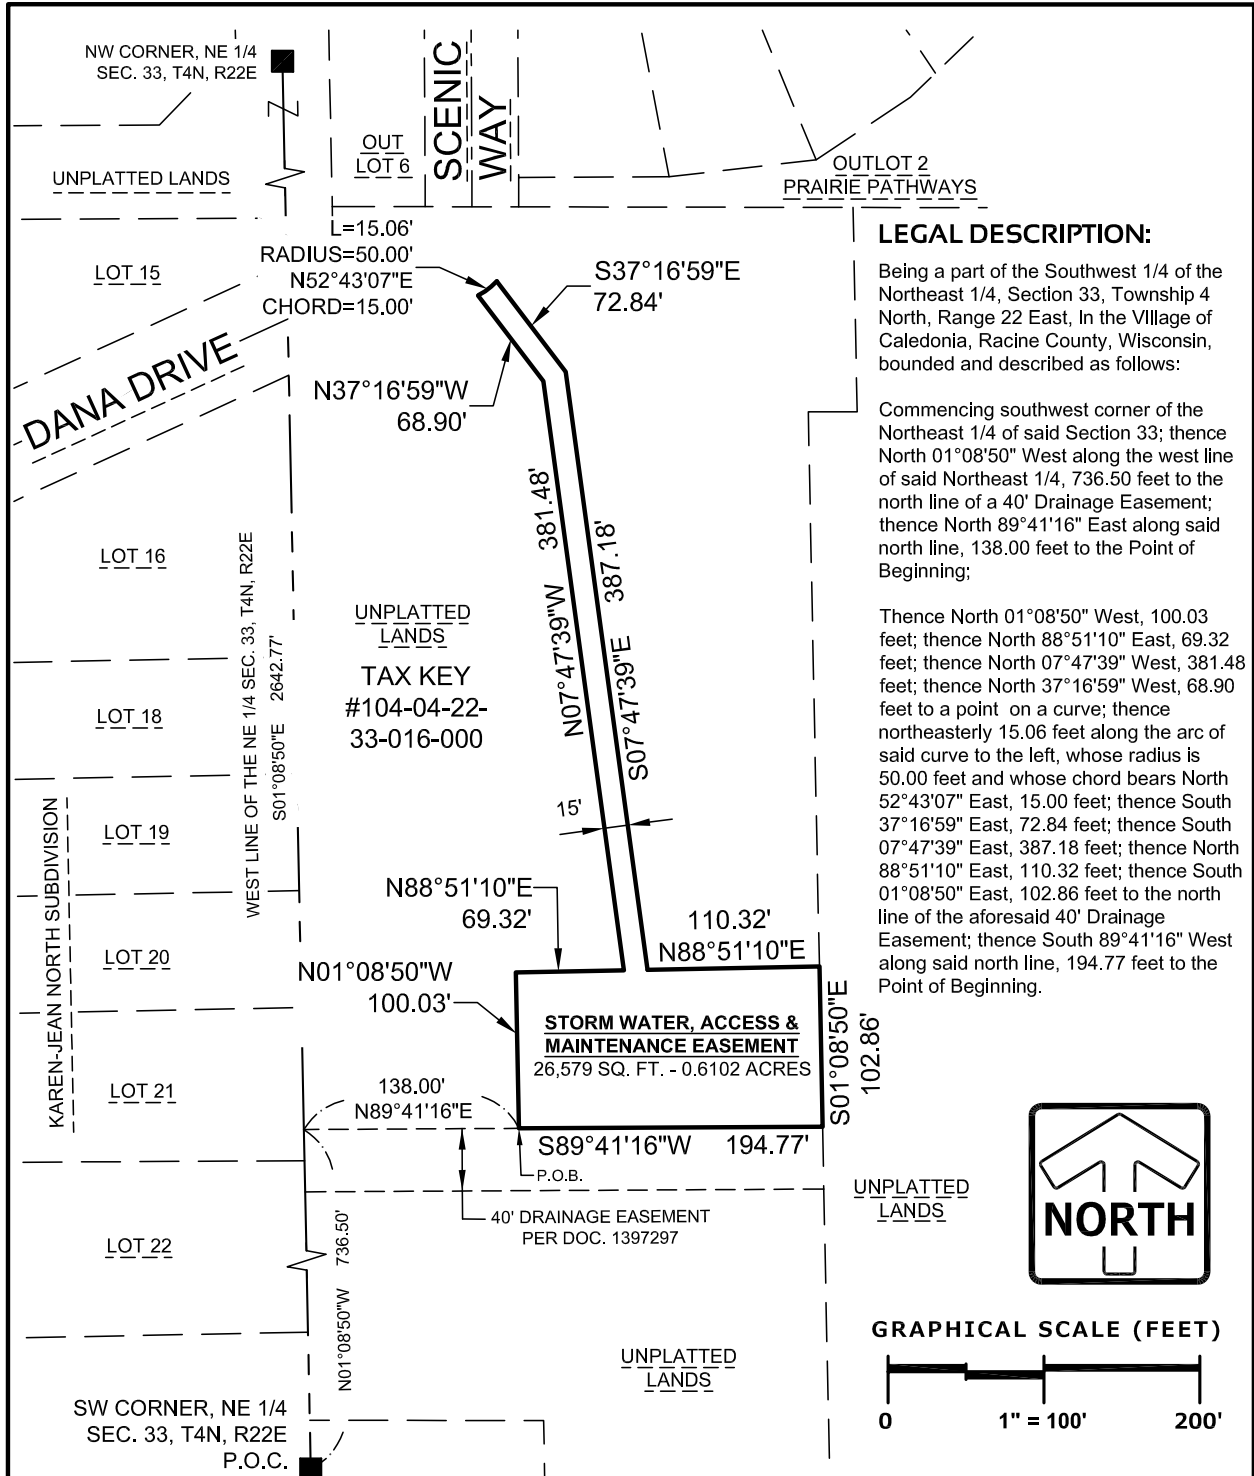 NW CORNER, NE 1/4
SEC. 33, T4N, R22E
SCENIC
WAY
OUT
LOT 6
UNPLATTED LANDS
OUTLOT 2
PRAIRIE PATHWAYS
LOT 15
L=15.06'
RADIUS=50.00'
N52°43'07"E
CHORD=15.00'
S37°16'59"E
72.84'
DANA DRIVE
N37°16'59"W
68.90'
LEGAL DESCRIPTION:
Being a part of the Southwest 1/4 of the
Northeast 1/4, Section 33, Township 4
North, Range 22 East, In the VIllage of
Caledonia, Racine County, Wisconsin,
bounded and described as follows:
Commencing southwest corner of the
Northeast 1/4 of said Section 33; thence
North 01°08'50" West along the west line
of said Northeast 1/4, 736.50 feet to the
north line of a 40' Drainage Easement;
thence North 89°41'16" East along said
north line, 138.00 feet to the Point of
Beginning;
Thence North 01°08'50" West, 100.03
feet; thence North 88°51'10" East, 69.32
feet; thence North 07°47'39" West, 381.48
feet; thence North 37°16'59" West, 68.90
feet to a point on a curve; thence
northeasterly 15.06 feet along the arc of
said curve to the left, whose radius is
50.00 feet and whose chord bears North
52°43'07" East, 15.00 feet; thence South
37°16'59" East, 72.84 feet; thence South
07°47'39" East, 387.18 feet; thence North
88°51'10" East, 110.32 feet; thence South
01°08'50" East, 102.86 feet to the north
line of the aforesaid 40' Drainage
Easement; thence South 89°41'16" West
along said north line, 194.77 feet to the
Point of Beginning.
LOT 16
WEST LINE OF THE NE 1/4 SEC. 33, T4N, R22E
S01°08'50"E 2642.77'
UNPLATTED
LANDS
TAX KEY
#104-04-22-
33-016-000
N07°47'39"W 381.48'
S07°47'39"E 387.18'
15'
LOT 18
LOT 19
LOT 20
KAREN-JEAN NORTH SUBDIVISION
LOT 21
LOT 22
N88°51'10"E
69.32'
110.32'
N88°51'10"E
N01°08'50"W
100.03'
STORM WATER, ACCESS &
MAINTENANCE EASEMENT
26,579 SQ. FT. - 0.6102 ACRES
S01°08'50"E
102.86'
138.00'
N89°41'16"E
S89°41'16"W 194.77'
P.O.B.
40' DRAINAGE EASEMENT
PER DOC. 1397297
UNPLATTED
LANDS
N01°08'50"W 736.50'
UNPLATTED
LANDS
SW CORNER, NE 1/4
SEC. 33, T4N, R22E
P.O.C.
NORTH
GRAPHICAL SCALE (FEET)
0 1" = 100' 200'